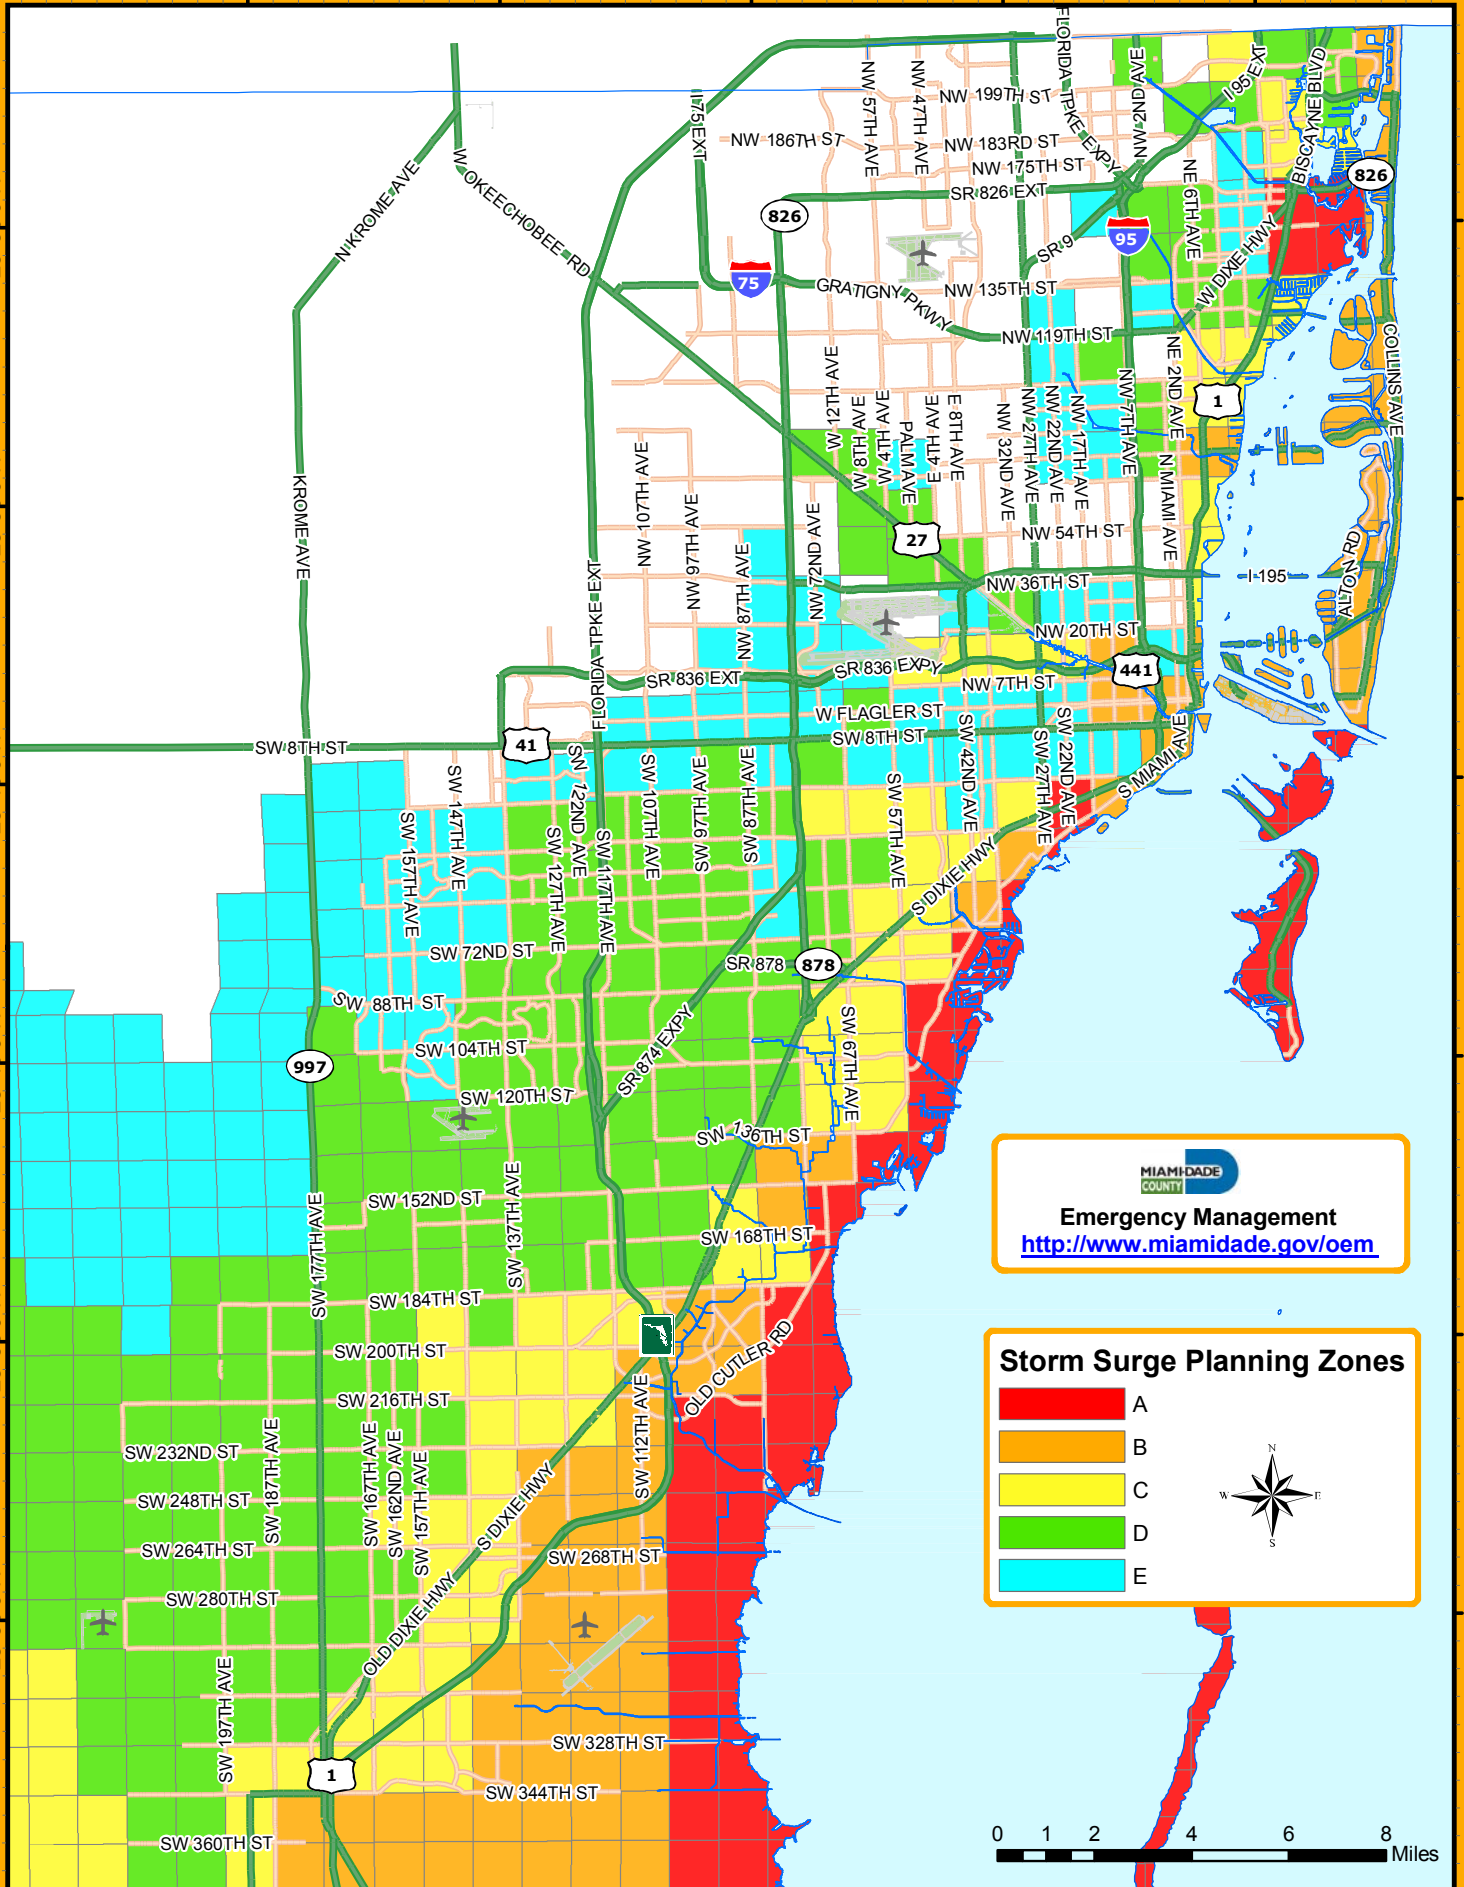 FLORIDA TPKE EXPY
NW 2ND AVE
I 95 EXT
BISCAYNE BLVD
NW 57TH AVE
NW 47TH AVE
NW 199TH ST
I 75 EXT
NW 186TH ST
NW 183RD ST
NW 175TH ST
NE 6TH AVE
826
N KROME AVE
W OKEECHOBEE RD
SR 826 EXT
826
SR 9
95
W DIXIE HWY
75
GRATIGNY PKWY
NW 135TH ST
NW 119TH ST
COLLINS AVE
W 12TH AVE
W 8TH AVE
W 4TH AVE
PALM AVE
E 4TH AVE
E 8TH AVE
NW 32ND AVE
NW 27TH AVE
NW 22ND AVE
NW 17TH AVE
NW 7TH AVE
NE 2ND AVE
N MIAMI AVE
1
KROME AVE
NW 107TH AVE
NW 97TH AVE
NW 87TH AVE
NW 72ND AVE
27
NW 54TH ST
NW 36TH ST
I 195
ALTON RD
FLORIDA TPKE EXT
NW 20TH ST
SR 836 EXT
SR 836 EXPY
441
NW 7TH ST
W FLAGLER ST
SW 8TH ST
41
SW 8TH ST
S MIAMI AVE
SW 157TH AVE
SW 147TH AVE
SW 127TH AVE
SW 122ND AVE
SW 117TH AVE
SW 107TH AVE
SW 97TH AVE
SW 87TH AVE
SW 57TH AVE
SW 42ND AVE
SW 27TH AVE
SW 22ND AVE
S DIXIE HWY
SW 72ND ST
SR 878
878
SW 88TH ST
SW 104TH ST
SR 874 EXPY
SW 67TH AVE
997
SW 120TH ST
SW 136TH ST
SW 137TH AVE
SW 152ND ST
SW 177TH AVE
SW 168TH ST
SW 184TH ST
SW 200TH ST
OLD CUTLER RD
SW 216TH ST
SW 112TH AVE
SW 232ND ST
SW 187TH AVE
SW 167TH AVE
SW 162ND AVE
SW 157TH AVE
SW 248TH ST
S DIXIE HWY
SW 264TH ST
SW 268TH ST
SW 280TH ST
OLD DIXIE HWY
SW 197TH AVE
SW 328TH ST
1
SW 344TH ST
SW 360TH ST
MIAMI-DADE
COUNTY
Emergency Management
http://www.miamidade.gov/oem
Storm Surge Planning Zones
A
B
C
D
E
N
W E
S
0 1 2 4 6 8
Miles